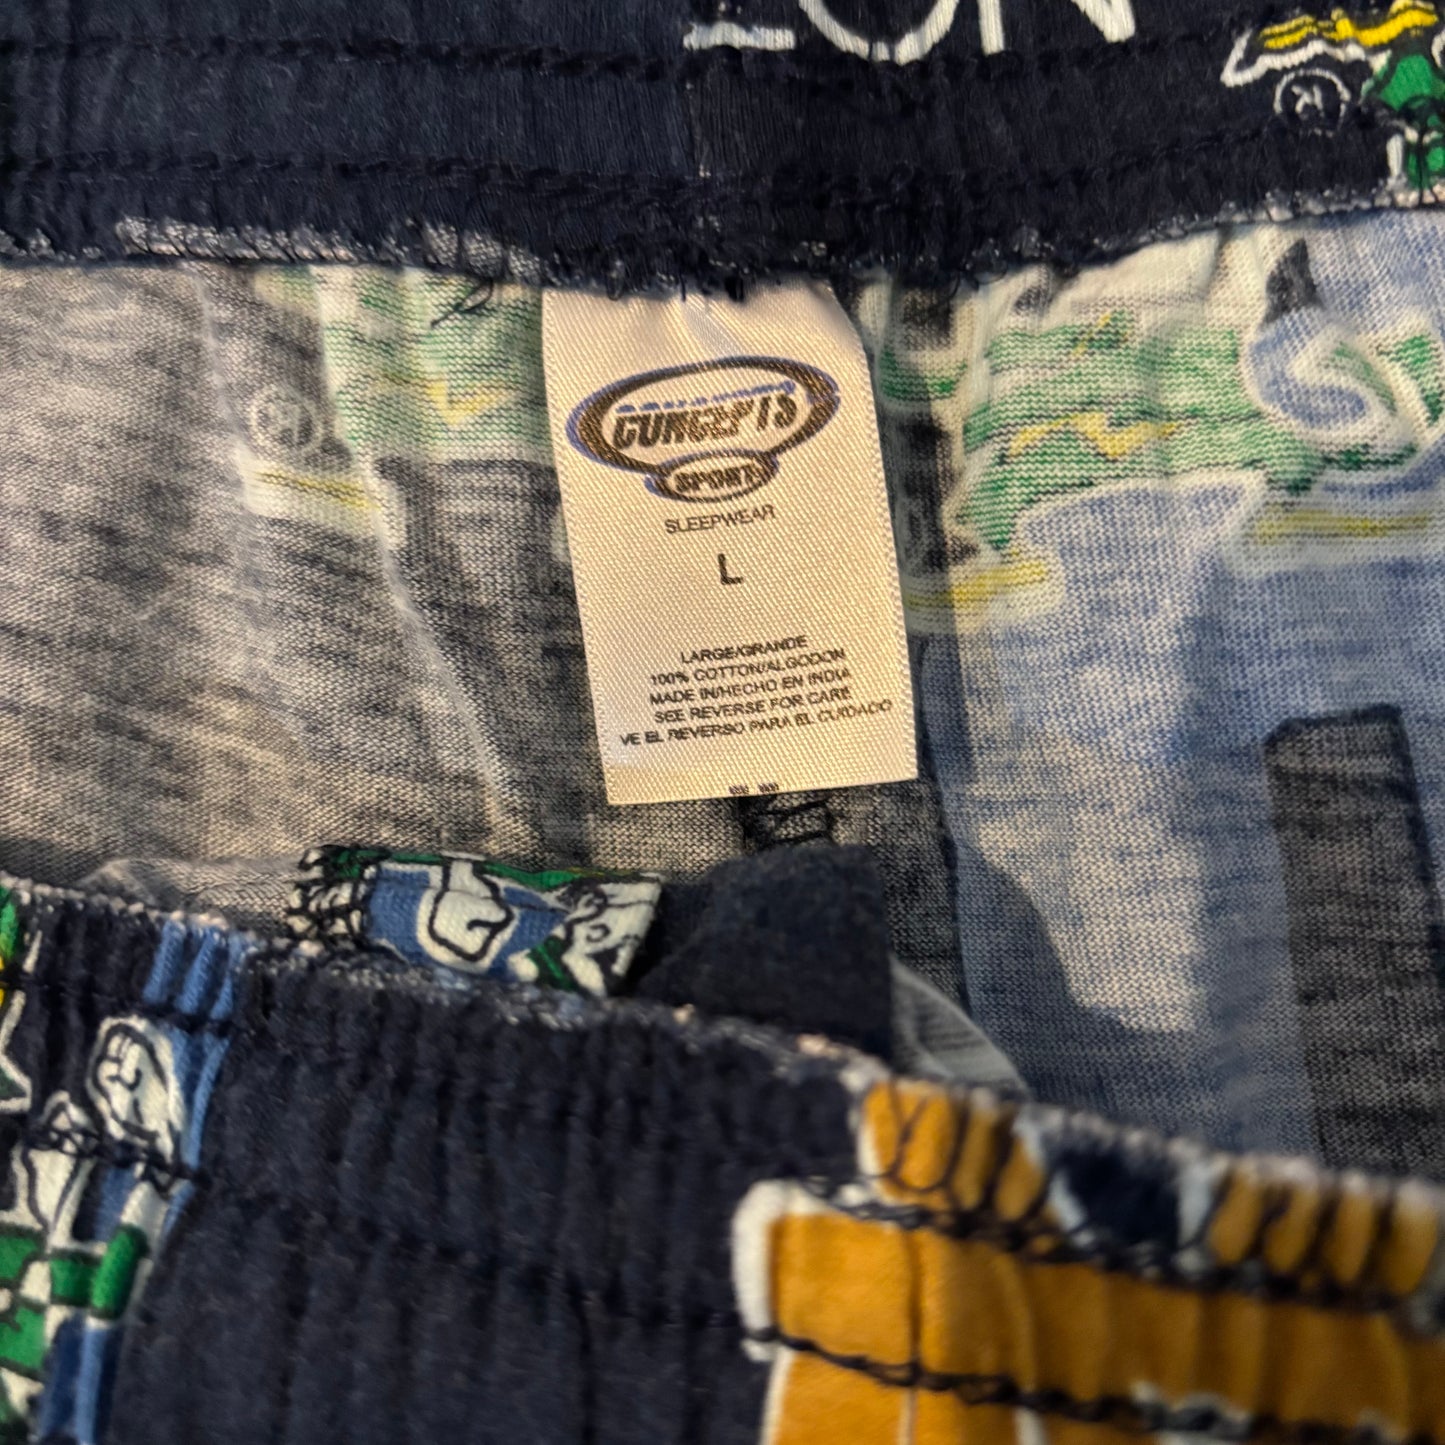 CONCEPTS
SPORT
SLEEPWEAR
L
LARGE/GRANDE
100% COTTON/ALGODON
MADE IN/HECHO EN INDIA
SEE REVERSE FOR CARE
VE EL REVERSO PARA EL CUIDADO